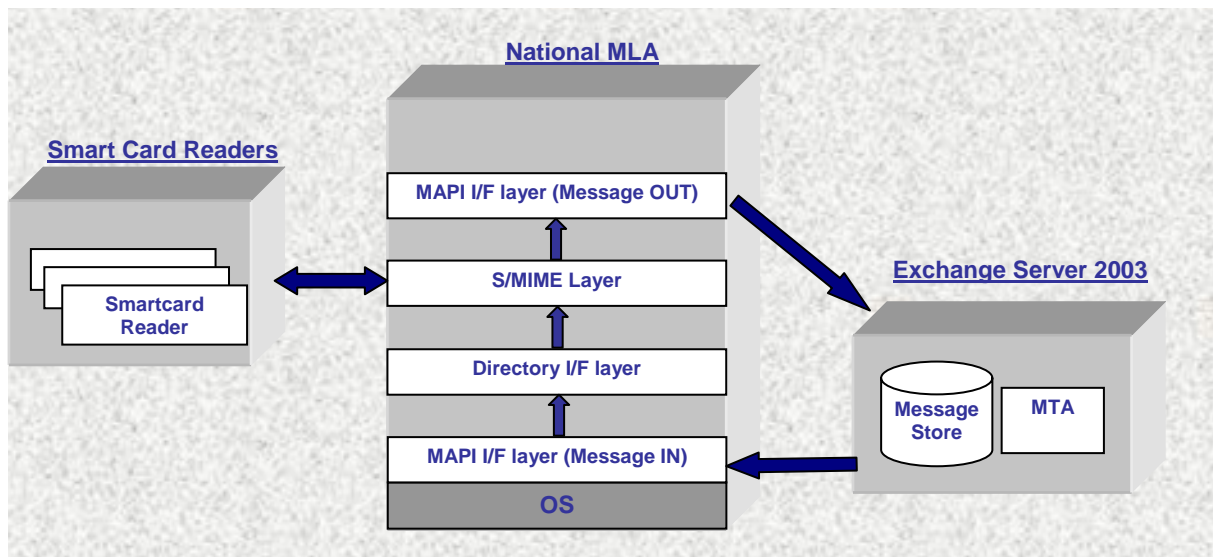 National MLA
Smart Card Readers
MAPI I/F layer (Message OUT)
S/MIME Layer
Smartcard
Reader
Exchange Server 2003
Directory I/F layer
Message
Store
MTA
MAPI I/F layer (Message IN)
OS